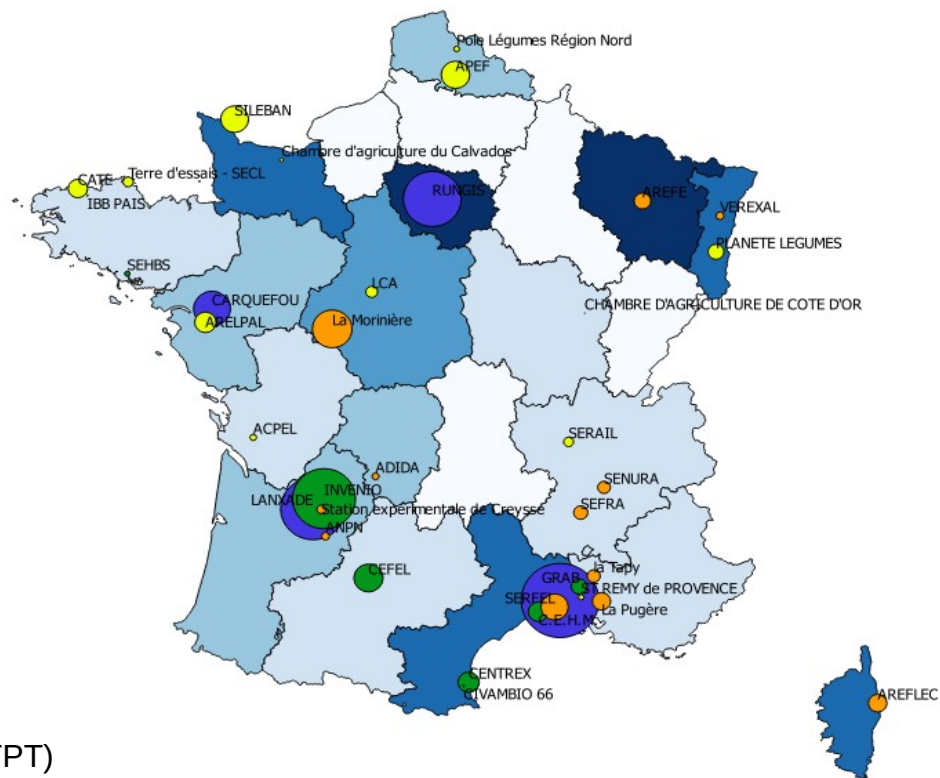 Pole Légumes Région Nord
APEF
SILEBAN
Chambre d'agriculture du Calvados
CATE
Terre d'essais - SECL
IBB PAIS
RUNGIS
AREFE
VEREXAL
PLANETE LEGUMES
SEHBS
CARQUEFOU
LCA
CHAMBRE D'AGRICULTURE DE COTE D'OR
ARELPAL
La Morinière
ACPEL
SERAIL
ADIDA
SENURA
LANXADE
INVENIO
SEFRA
Station expérimentale de Creysse
ANPN
CEFEL
la Tapy
GRAB
ST REMY de PROVENCE
SEREEL
La Pugère
C.E.H.M.
CENTREX
CIVAMBIO 66
AREFLEC
TPT)